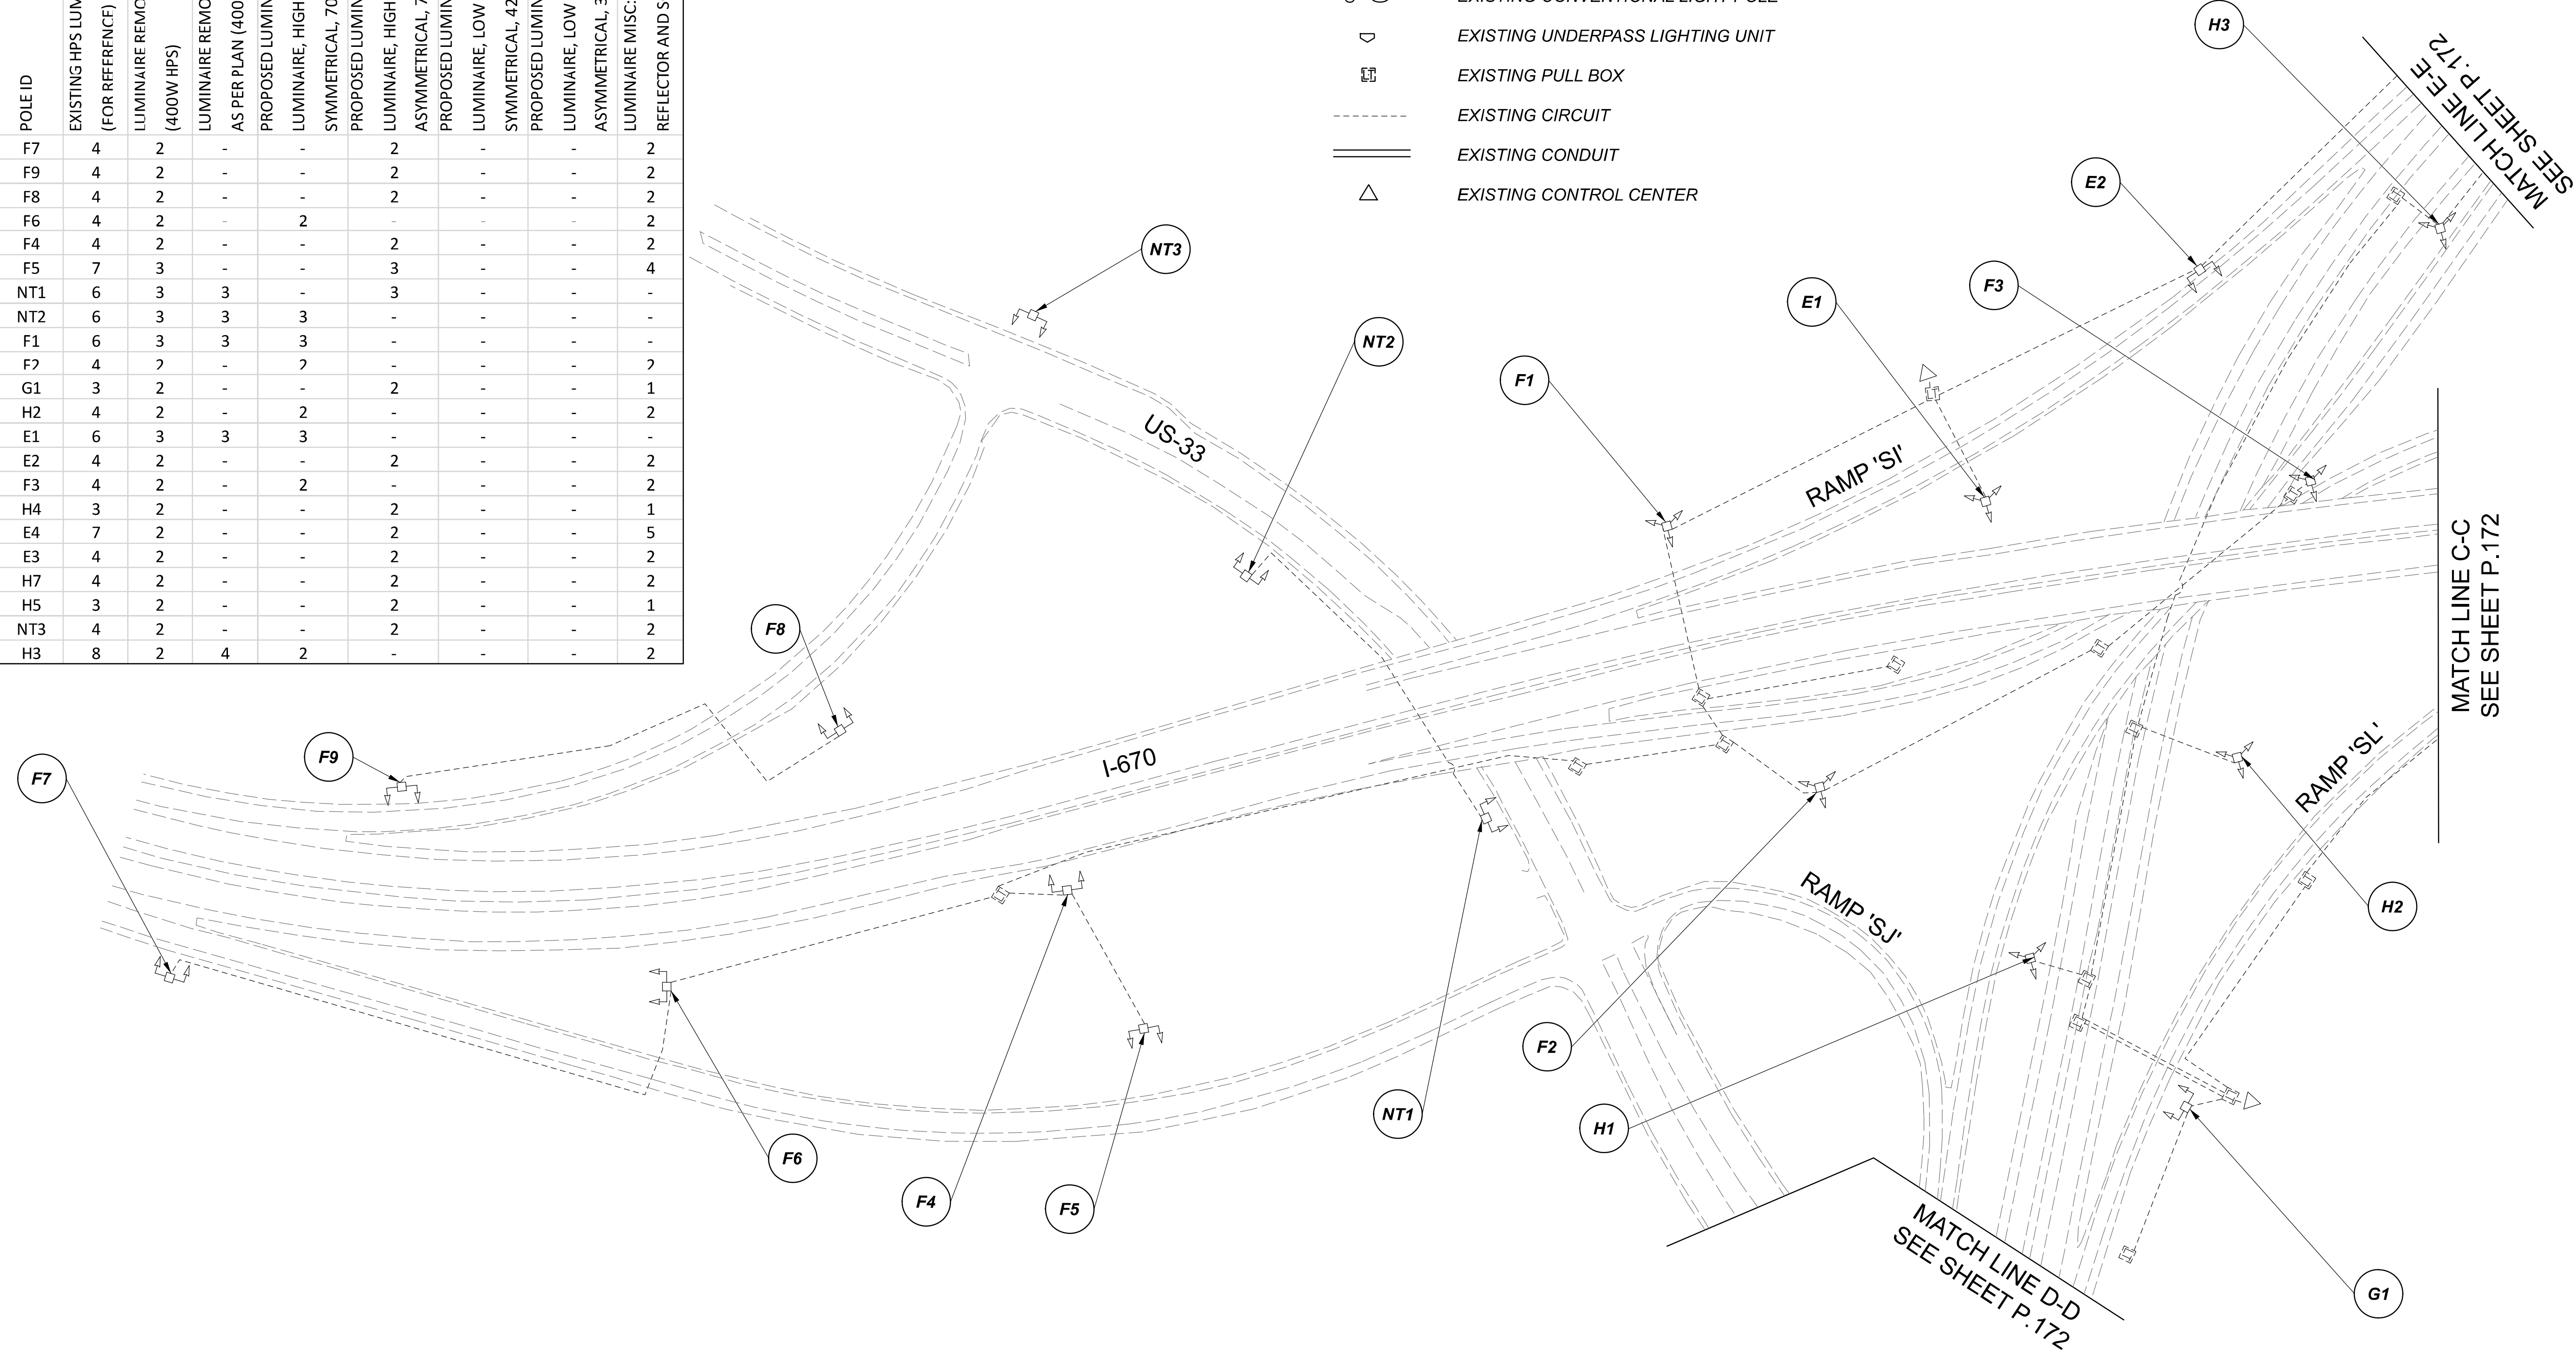 POLE ID
EXISTING HPS LUM
(FOR REFERENCE)
LUMINAIRE REMO
(400W HPS)
LUMINAIRE REMO
AS PER PLAN (400
PROPOSED LUMIN
LUMINAIRE, HIGH
SYMMETRICAL, 70
PROPOSED LUMIN
LUMINAIRE, HIGH
ASYMMETRICAL, 7
PROPOSED LUMIN
LUMINAIRE, LOW
SYMMETRICAL, 42
PROPOSED LUMIN
LUMINAIRE, LOW
ASYMMETRICAL, 3
LUMINAIRE MISC:
REFLECTOR AND S
F7 4 2 - - 2 - - 2
F9 4 2 - - 2 - - 2
F8 4 2 - - 2 - - 2
F6 4 2 - 2 - - - 2
F4 4 2 - - 2 - - 2
F5 7 3 - - 3 - - 4
NT1 6 3 3 - 3 - - -
NT2 6 3 3 3 - - - -
F1 6 3 3 3 - - - -
F2 4 2 - 2 - - - 2
G1 3 2 - - 2 - - 1
H2 4 2 - 2 - - - 2
E1 6 3 3 3 - - - -
E2 4 2 - - 2 - - 2
F3 4 2 - 2 - - - 2
H4 3 2 - - 2 - - 1
E4 7 2 - - 2 - - 5
E3 4 2 - - 2 - - 2
H7 4 2 - - 2 - - 2
H5 3 2 - - 2 - - 1
NT3 4 2 - - 2 - - 2
H3 8 2 4 2 - - - 2
EXISTING CONVENTIONAL LIGHT POLE
EXISTING UNDERPASS LIGHTING UNIT
EXISTING PULL BOX
EXISTING CIRCUIT
EXISTING CONDUIT
EXISTING CONTROL CENTER
H3
MATCH LINE E-E
SEE SHEET P.172
E2
NT3
F3
E1
NT2
F1
US-33
RAMP 'SI'
MATCH LINE C-C
SEE SHEET P.172
F8
F9
F7
I-670
RAMP 'SL'
H2
RAMP 'SJ'
F2
NT1
H1
F6
F4
F5
MATCH LINE D-D
SEE SHEET P.172
G1